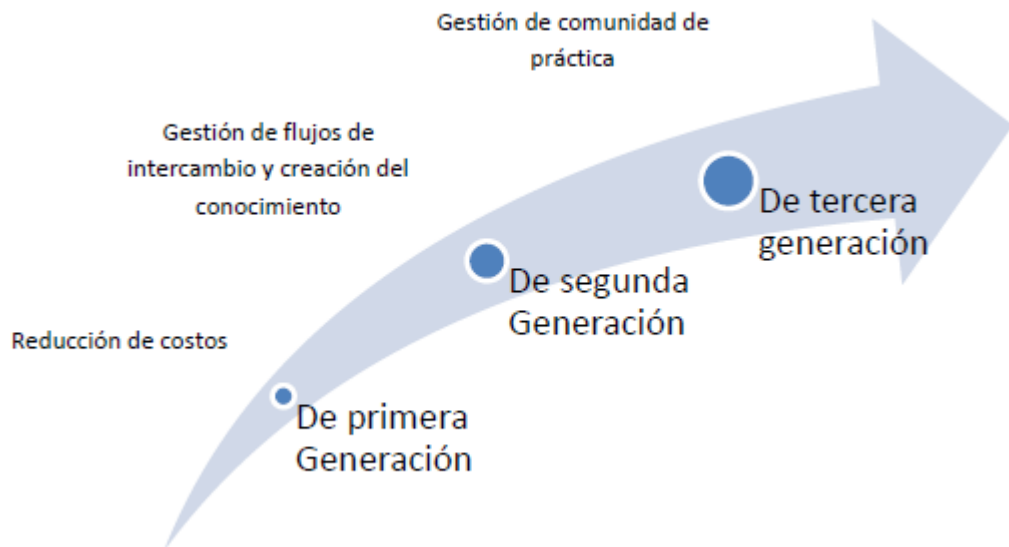 Gestión de comunidad de
práctica
Gestión de flujos de
intercambio y creación del
conocimiento
De tercera
generación
De segunda
Generación
Reducción de costos
De primera
Generación